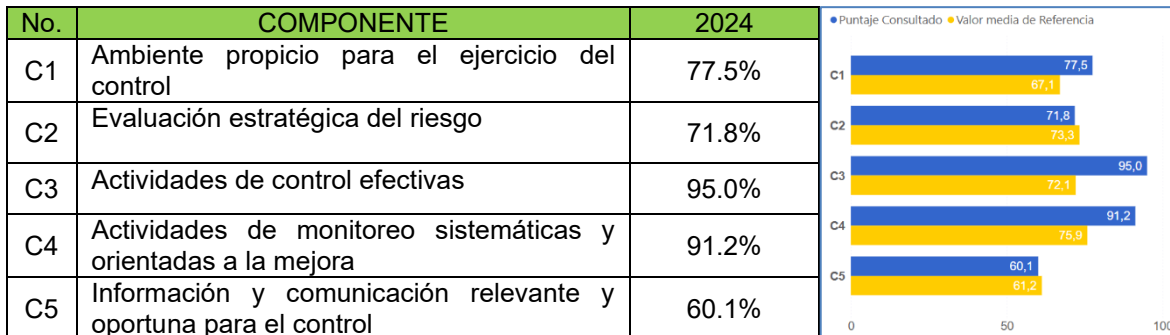 No. COMPONENTE 2024
C1 Ambiente propicio para el ejercicio del
control 77.5%
C2 Evaluación estratégica del riesgo 71.8%
C3 Actividades de control efectivas 95.0%
C4 Actividades de monitoreo sistemáticas y
orientadas a la mejora 91.2%
C5 Información y comunicación relevante y
oportuna para el control 60.1%
Puntaje Consultado Valor media de Referencia
C1 77,5
67,1
C2 71,8
73,3
C3 95,0
72,1
C4 91,2
75,9
C5 60,1
61,2
0 50 100